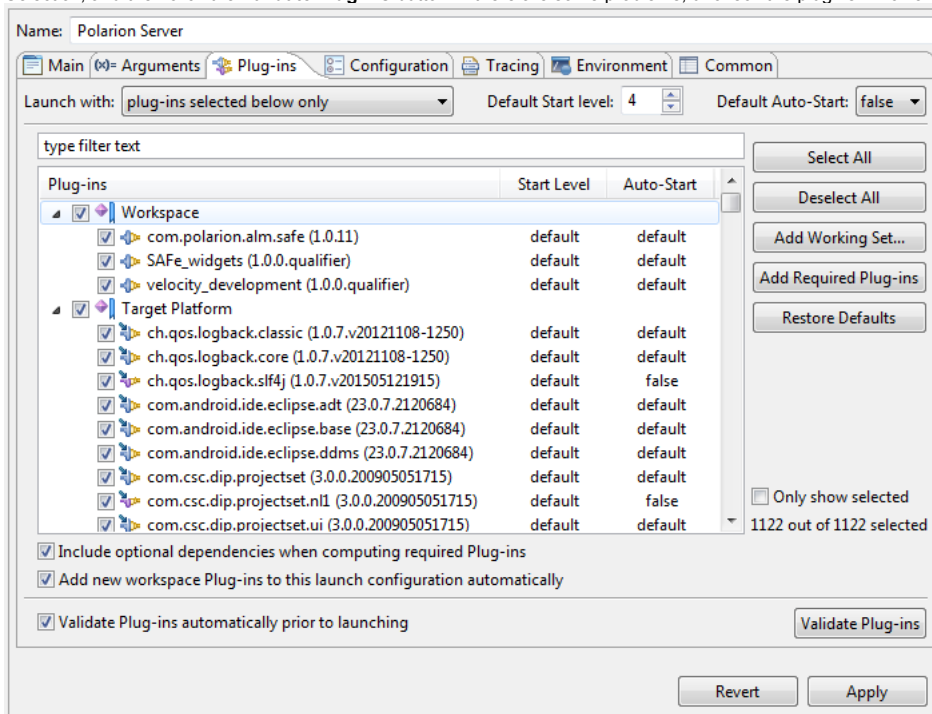 Name: Polarion Server
Main (x)= Arguments Plug-ins Configuration Tracing Environment Common
Launch with: plug-ins selected below only Default Start level: 4 Default Auto-Start: false
type filter text
Select All
Plug-ins Start Level Auto-Start
Deselect All
Workspace
com.polarion.alm.safe (1.0.11) default default
Add Working Set...
SAFe_widgets (1.0.0.qualifier) default default
velocity_development (1.0.0.qualifier) default default
Add Required Plug-ins
Target Platform
Restore Defaults
ch.qos.logback.classic (1.0.7.v20121108-1250) default default
ch.qos.logback.core (1.0.7.v20121108-1250) default default
ch.qos.logback.slf4j (1.0.7.v201505121915) default false
com.android.ide.eclipse.adt (23.0.7.2120684) default default
com.android.ide.eclipse.base (23.0.7.2120684) default default
com.android.ide.eclipse.ddms (23.0.7.2120684) default default
com.csc.dip.projectset (3.0.0.200905051715) default default
com.csc.dip.projectset.nl1 (3.0.0.200905051715) default false
Only show selected
com.csc.dip.projectset.ui (3.0.0.200905051715) default default
1122 out of 1122 selected
Include optional dependencies when computing required Plug-ins
Add new workspace Plug-ins to this launch configuration automatically
Validate Plug-ins automatically prior to launching
Validate Plug-ins
Revert Apply